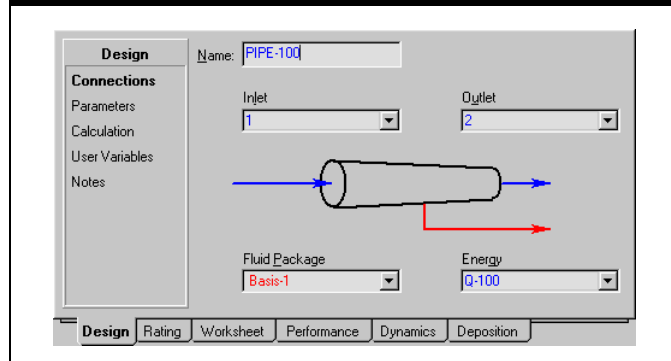 Design
Name: PIPE-100
Connections
Parameters
Calculation
User Variables
Notes
Inlet
Outlet
1
2
Fluid Package
Energy
Basis-1
Q-100
Design Rating Worksheet Performance Dynamics Deposition